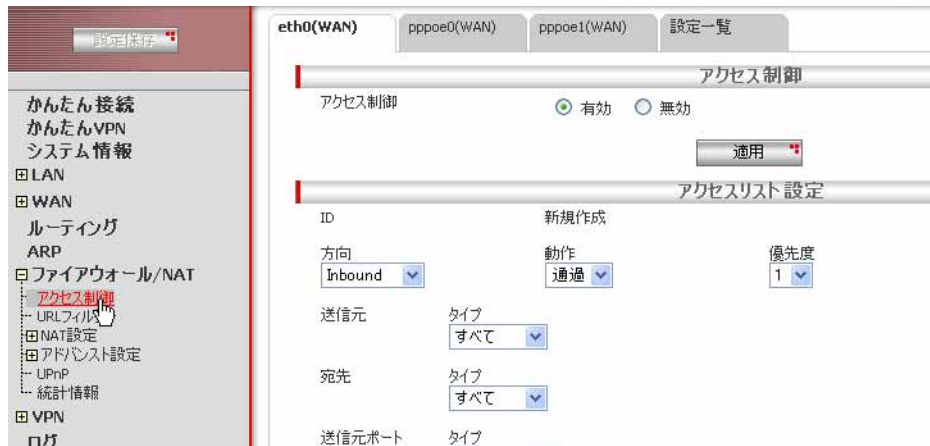 設定保存
かんたん接続
かんたんVPN
システム情報
LAN
WAN
ルーティング
ARP
ファイアウォール/NAT
アクセス制御
URLフィル
NAT設定
アドバンスト設定
UPnP
統計情報
VPN
ログ
eth0(WAN) pppoe0(WAN) pppoe1(WAN) 設定一覧
アクセス制御
アクセス制御 有効 無効
適用
アクセスリスト設定
ID 新規作成
方向 動作 優先度
Inbound 通過 1
送信元 タイプ
すべて
宛先 タイプ
すべて
送信元ポート タイプ